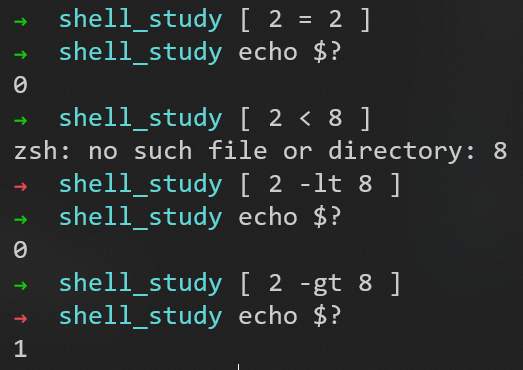 → shell_study [ 2 = 2 ]
→ shell_study echo $?
0
→ shell_study [ 2 < 8 ]
zsh: no such file or directory: 8
→ shell_study [ 2 -lt 8 ]
→ shell_study echo $?
0
→ shell_study [ 2 -gt 8 ]
→ shell_study echo $?
1